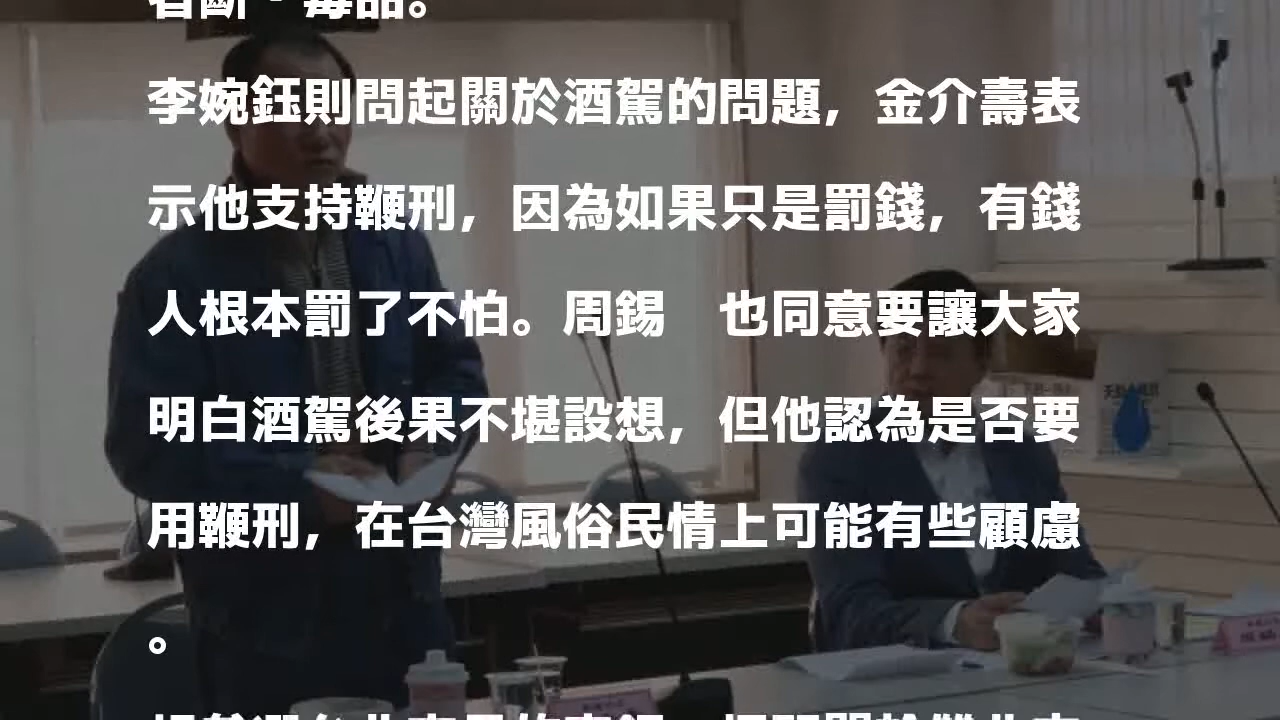 李婉鈺則問起關於酒駕的問題，金介壽表
示他支持鞭刑，因為如果只是罰錢，有錢
人根本罰了不怕。周錫　也同意要讓大家
明白酒駕後果不堪設想，但他認為是否要
用鞭刑，在台灣風俗民情上可能有些顧慮
。